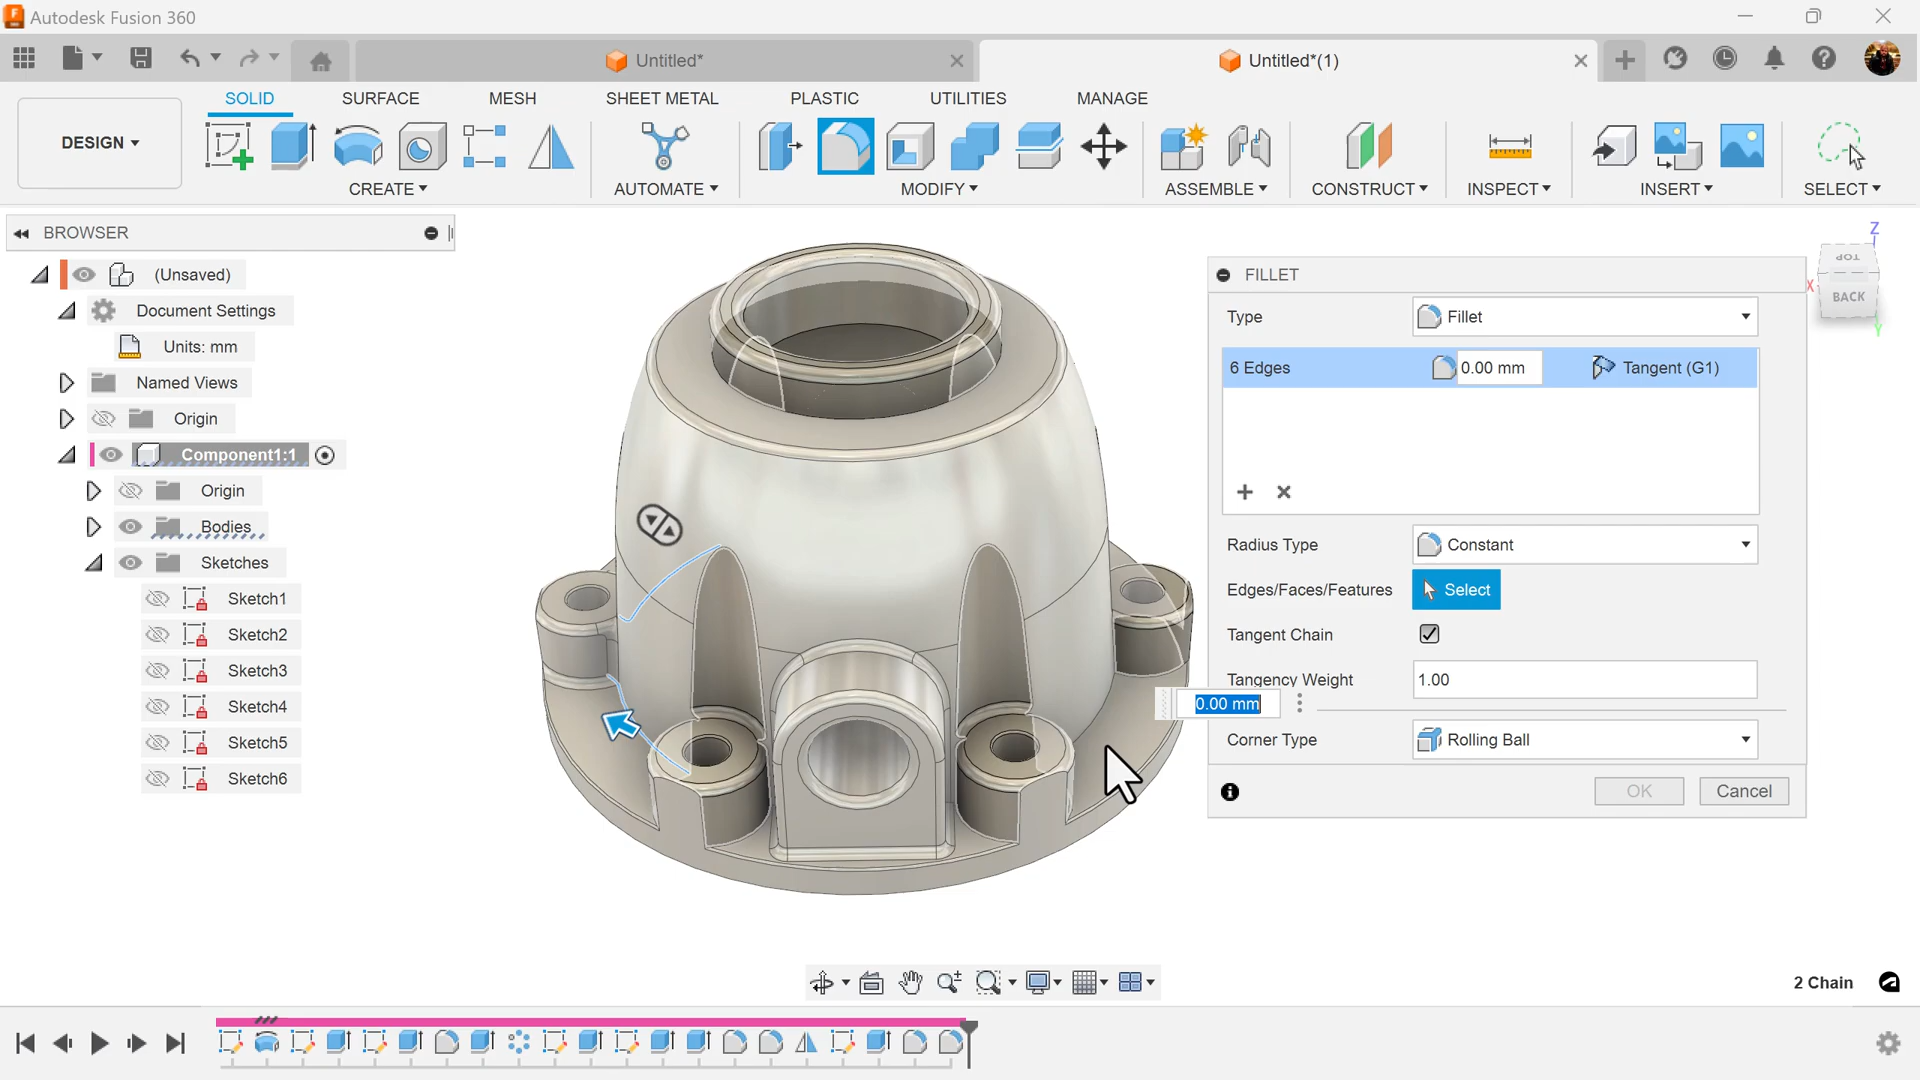 Autodesk Fusion 360
Untitled*
Untitled*(1)
SOLID
SURFACE
MESH
SHEET METAL
PLASTIC
UTILITIES
MANAGE
DESIGN
CREATE
AUTOMATE
MODIFY
ASSEMBLE
CONSTRUCT
INSPECT
INSERT
SELECT
BROWSER
(Unsaved)
Document Settings
Units: mm
Named Views
Origin
Component1:1
Origin
Bodies
Sketches
Sketch1
Sketch2
Sketch3
Sketch4
Sketch5
Sketch6
Z
TOP
X
BACK
Y
FILLET
Type
Fillet
6 Edges
0.00 mm
Tangent (G1)
Radius Type
Constant
Edges/Faces/Features
Select
Tangent Chain
Tangency Weight
1.00
0.00 mm
Corner Type
Rolling Ball
OK
Cancel
2 Chain